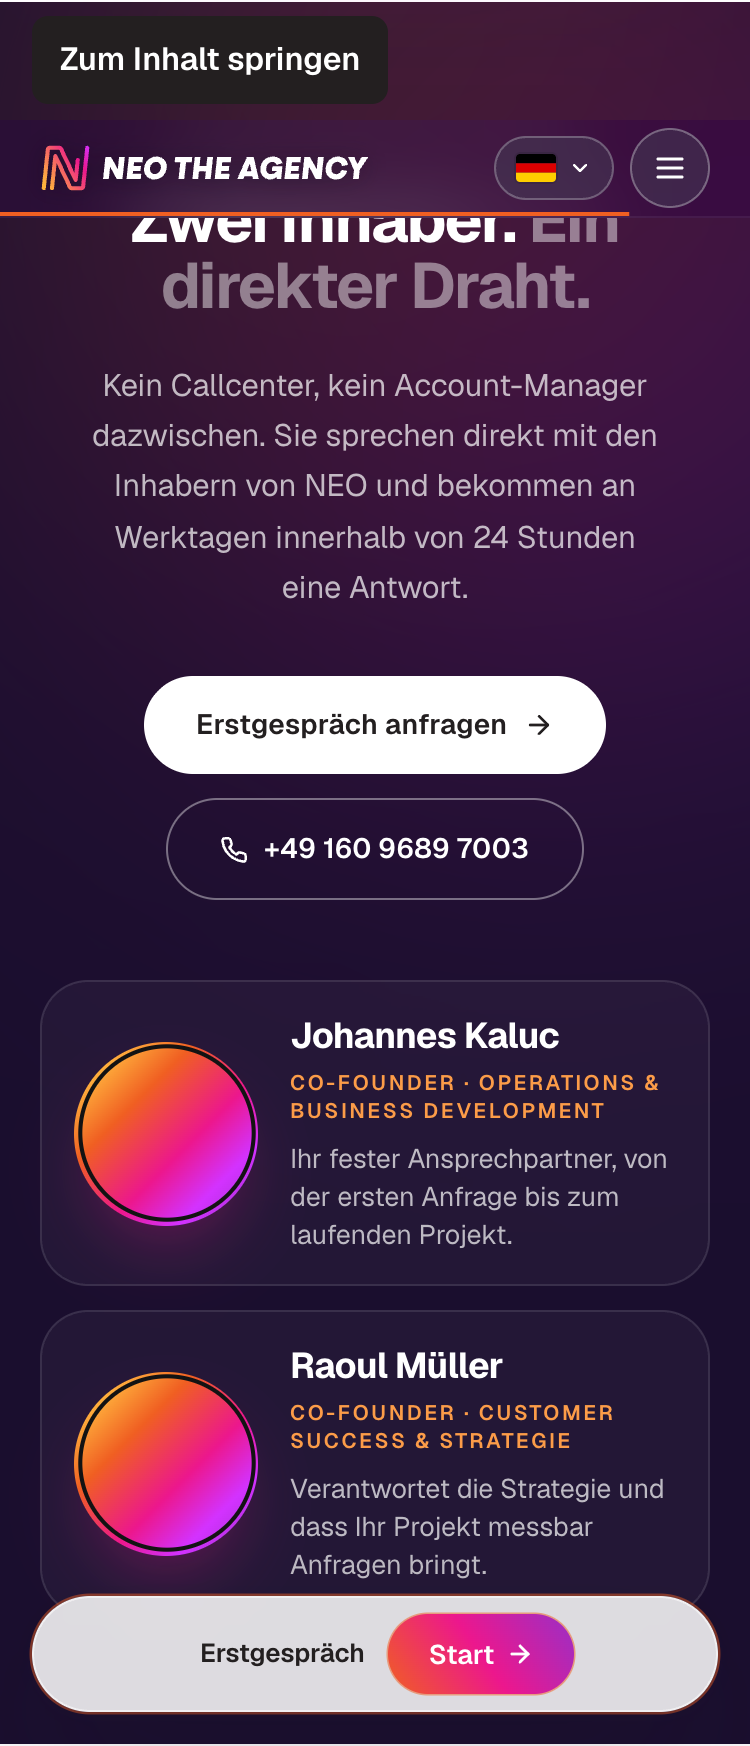 Zum Inhalt springen
NEO THE AGENCY
Zwei Inhaber. Ein
direkter Draht.
Kein Callcenter, kein Account-Manager
dazwischen. Sie sprechen direkt mit den
Inhabern von NEO und bekommen an
Werktagen innerhalb von 24 Stunden
eine Antwort.
Erstgespräch anfragen
+49 160 9689 7003
Johannes Kaluc
CO-FOUNDER · OPERATIONS &
BUSINESS DEVELOPMENT
Ihr fester Ansprechpartner, von
der ersten Anfrage bis zum
laufenden Projekt.
Raoul Müller
CO-FOUNDER · CUSTOMER
SUCCESS & STRATEGIE
Verantwortet die Strategie und
dass Ihr Projekt messbar
Anfragen bringt.
Erstgespräch Start